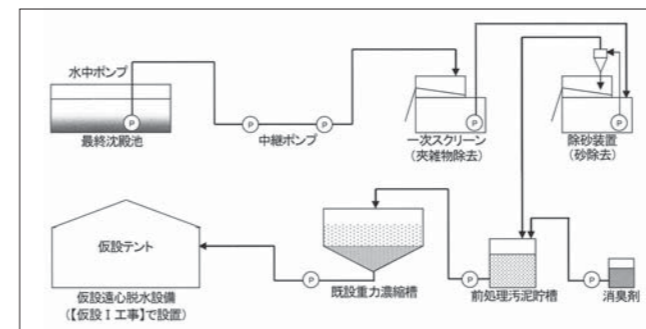 水中ポンプ
P
最終沈殿池
P
P
中継ポンプ
P
一次スクリーン
(夾雑物除去)
P
除砂装置
(砂除去)
仮設テント
仮設遠心脱水設備
(【仮設Ⅰ工事】で設置)
P
既設重力濃縮槽
P
前処理汚泥貯槽
P
消臭剤